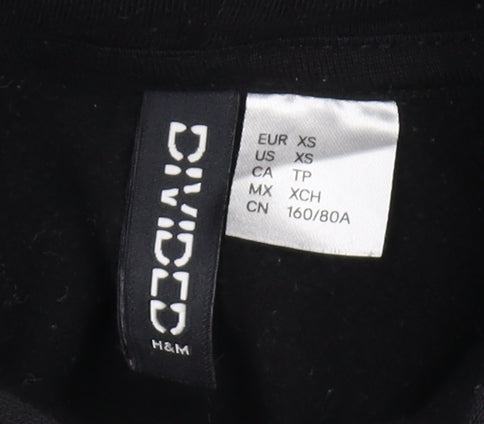 DIVIDED
H&M
EUR XS
US XS
CA TP
MX XCH
CN 160/80A